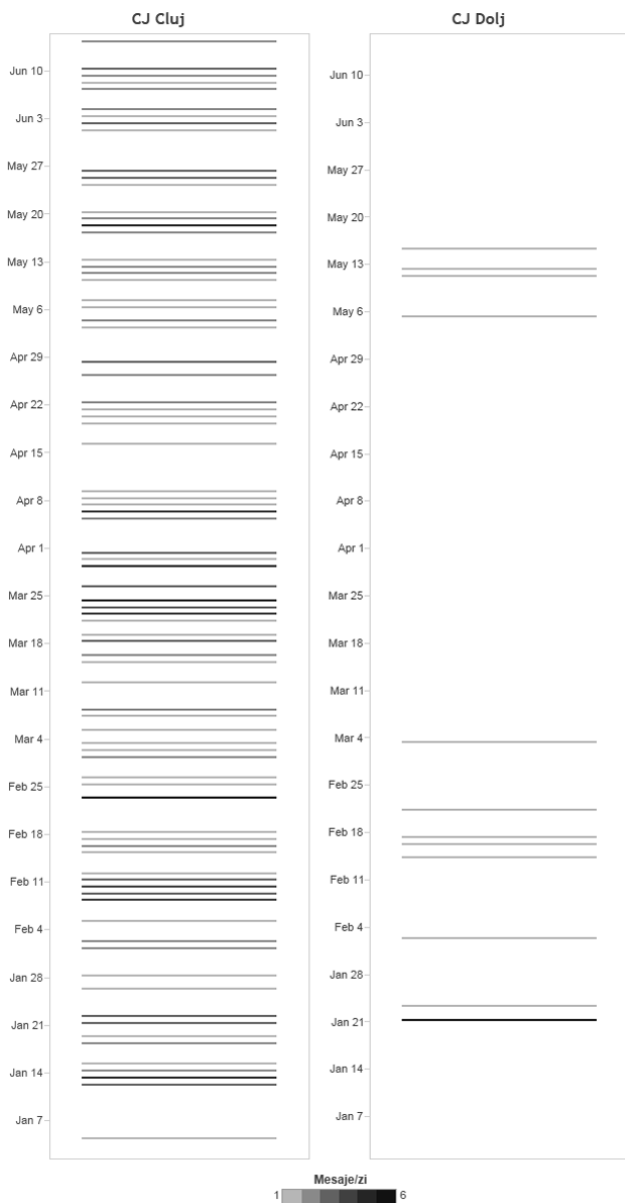 CJ Cluj
Jun 10
Jun 3
May 27
May 20
May 13
May 6
Apr 29
Apr 22
Apr 15
Apr 8
Apr 1
Mar 25
Mar 18
Mar 11
Mar 4
Feb 25
Feb 18
Feb 11
Feb 4
Jan 28
Jan 21
Jan 14
Jan 7
CJ Dolj
Jun 10
Jun 3
May 27
May 20
May 13
May 6
Apr 29
Apr 22
Apr 15
Apr 8
Apr 1
Mar 25
Mar 18
Mar 11
Mar 4
Feb 25
Feb 18
Feb 11
Feb 4
Jan 28
Jan 21
Jan 14
Jan 7
Mesaje/zi
1 6